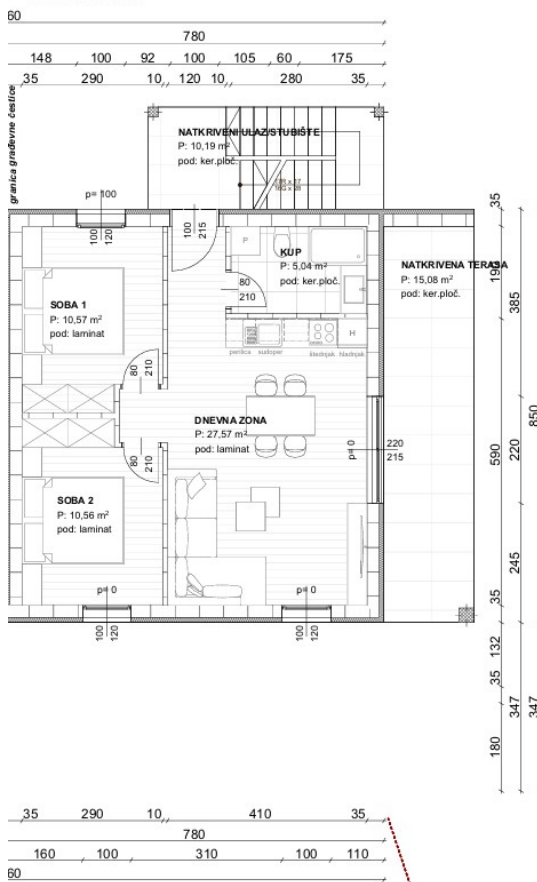 60
780
148 100 92 100 105 60 175
35 290 10 120 10 280 35
granica građevne čestice
NATKRIVENI ULAZ/STUBIŠTE
P: 10,19 m²
pod: ker.ploč.
17R x 17
16G x 28
p= 100
100
120
100
215
P
KUP
P: 5,04 m²
pod: ker.ploč.
80
210
NATKRIVENA TERASA
P: 15,08 m²
pod: ker.ploč.
SOBA 1
P: 10,57 m²
pod: laminat
perilica sudoper štednjak hladnjak
H
80
210
DNEVNA ZONA
P: 27,57 m²
pod: laminat
p= 0
220
215
80
210
SOBA 2
P: 10,56 m²
pod: laminat
p= 0
p= 0
100
120
100
120
35
190
385
850
590
220
245
35
132
35
347
347
180
35 290 10 410 35
780
160 100 310 100 110
60